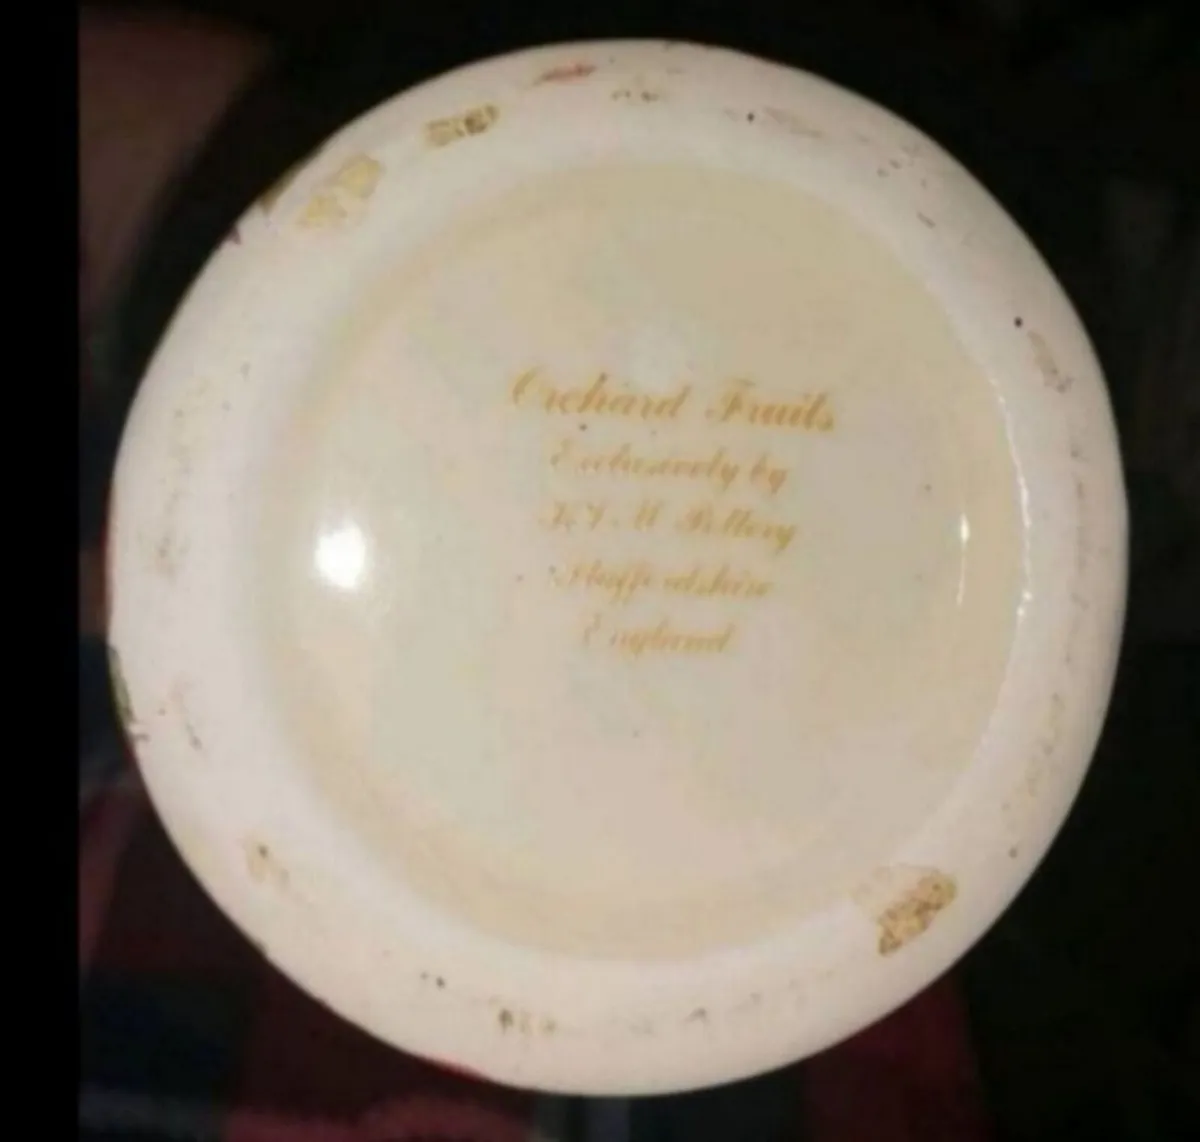 Orchard Fruits
Exclusively by
Pottery
Staffordshire
England